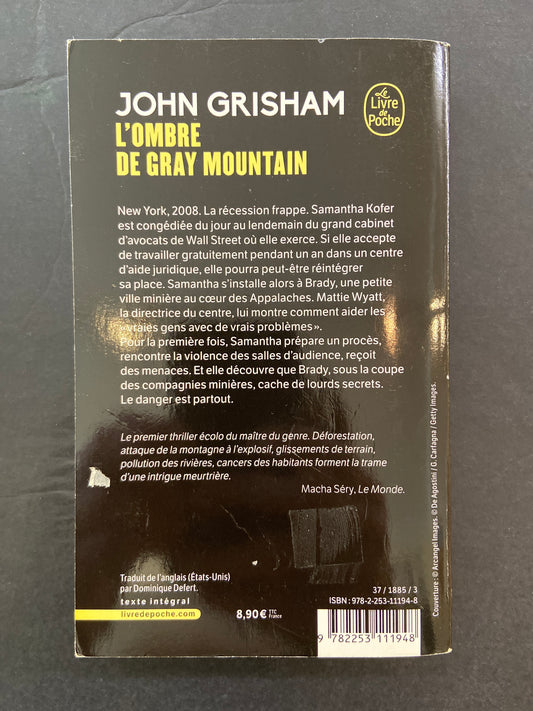 JOHN GRISHAM
L'OMBRE
DE GRAY MOUNTAIN
Le
Livre
de
Poche
New York, 2008. La récession frappe. Samantha Kofer
est congédiée du jour au lendemain du grand cabinet
d'avocats de Wall Street où elle exerce. Si elle accepte
de travailler gratuitement pendant un an dans un centre
d'aide juridique, elle pourra peut-être réintégrer
sa place. Samantha s'installe alors à Brady, une petite
ville minière au cœur des Appalaches. Mattie Wyatt,
la directrice du centre, lui montre comment aider les
« vraies gens avec de vrais problèmes ».
Pour la première fois, Samantha prépare un procès,
rencontre la violence des salles d'audience, reçoit
des menaces. Et elle découvre que Brady, sous la coupe
des compagnies minières, cache de lourds secrets.
Le danger est partout.
Le premier thriller écolo du maître du genre. Déforestation,
attaque de la montagne à l'explosif, glissements de terrain,
pollution des rivières, cancers des habitants forment la trame
d'une intrigue meurtrière.
Macha Séry, Le Monde.
Traduit de l'anglais (États-Unis)
par Dominique Defert.
texte intégral
livredepoche.com
8,90 € TTC
France
37 / 1885 / 3
ISBN : 978-2-253-11194-8
9 782253 111948
Couverture : © Arcangel Images. © De Agostini / G. Carfagna / Getty Images.